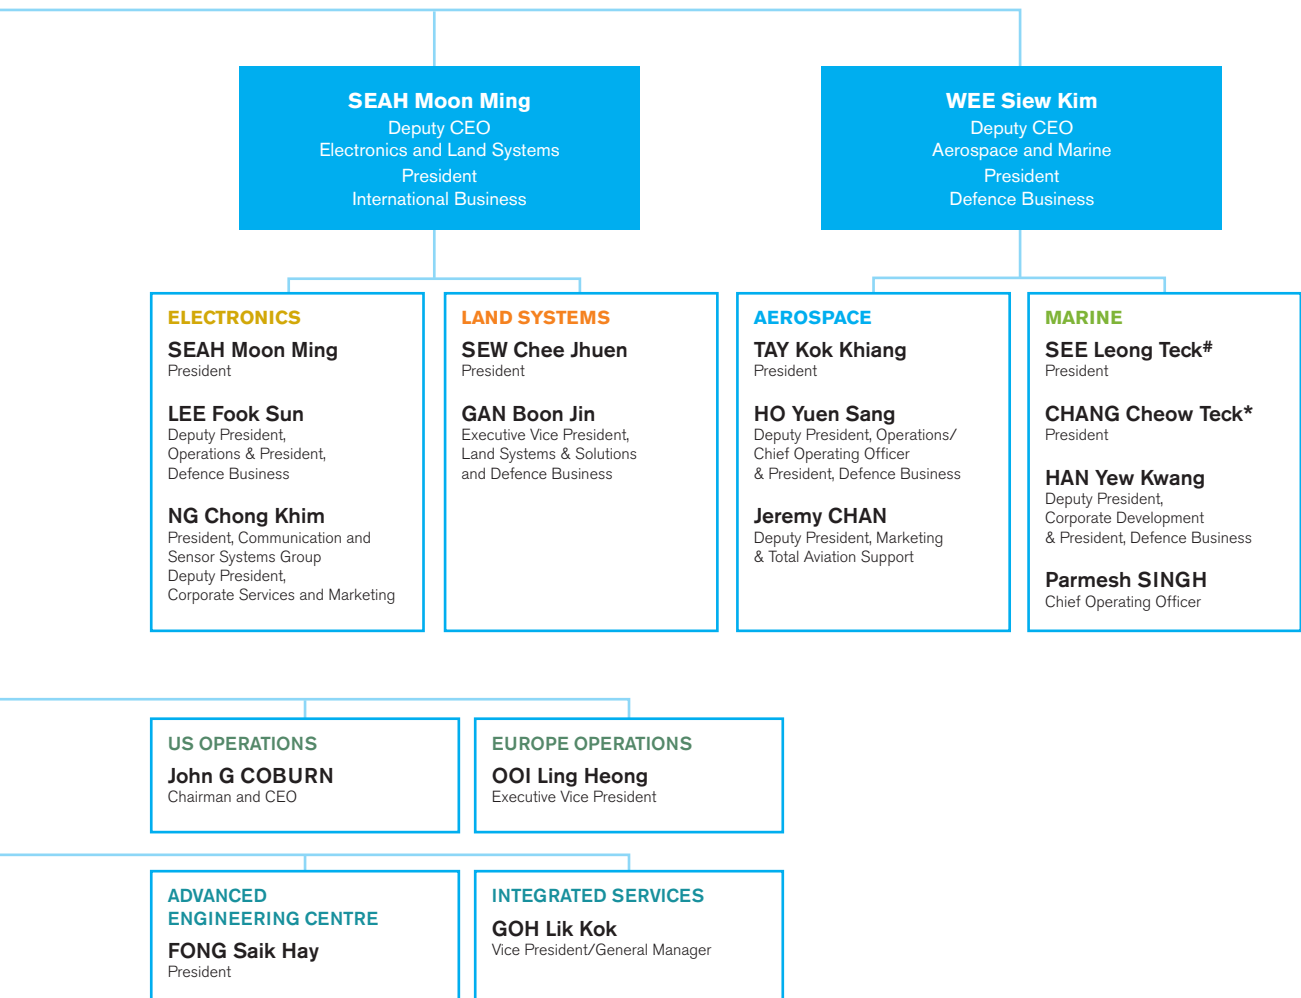 SEAH Moon Ming
Deputy CEO
Electronics and Land Systems
President
International Business
WEE Siew Kim
Deputy CEO
Aerospace and Marine
President
Defence Business
ELECTRONICS
SEAH Moon Ming
President
LEE Fook Sun
Deputy President,
Operations & President,
Defence Business
NG Chong Khim
President, Communication and
Sensor Systems Group
Deputy President,
Corporate Services and Marketing
LAND SYSTEMS
SEW Chee Jhuen
President
GAN Boon Jin
Executive Vice President,
Land Systems & Solutions
and Defence Business
AEROSPACE
TAY Kok Khiang
President
HO Yuen Sang
Deputy President, Operations/
Chief Operating Officer
& President, Defence Business
Jeremy CHAN
Deputy President, Marketing
& Total Aviation Support
MARINE
SEE Leong Teck#
President
CHANG Cheow Teck*
President
HAN Yew Kwang
Deputy President,
Corporate Development
& President, Defence Business
Parmesh SINGH
Chief Operating Officer
US OPERATIONS
John G COBURN
Chairman and CEO
EUROPE OPERATIONS
OOI Ling Heong
Executive Vice President
ADVANCED
ENGINEERING CENTRE
FONG Saik Hay
President
INTEGRATED SERVICES
GOH Lik Kok
Vice President/General Manager